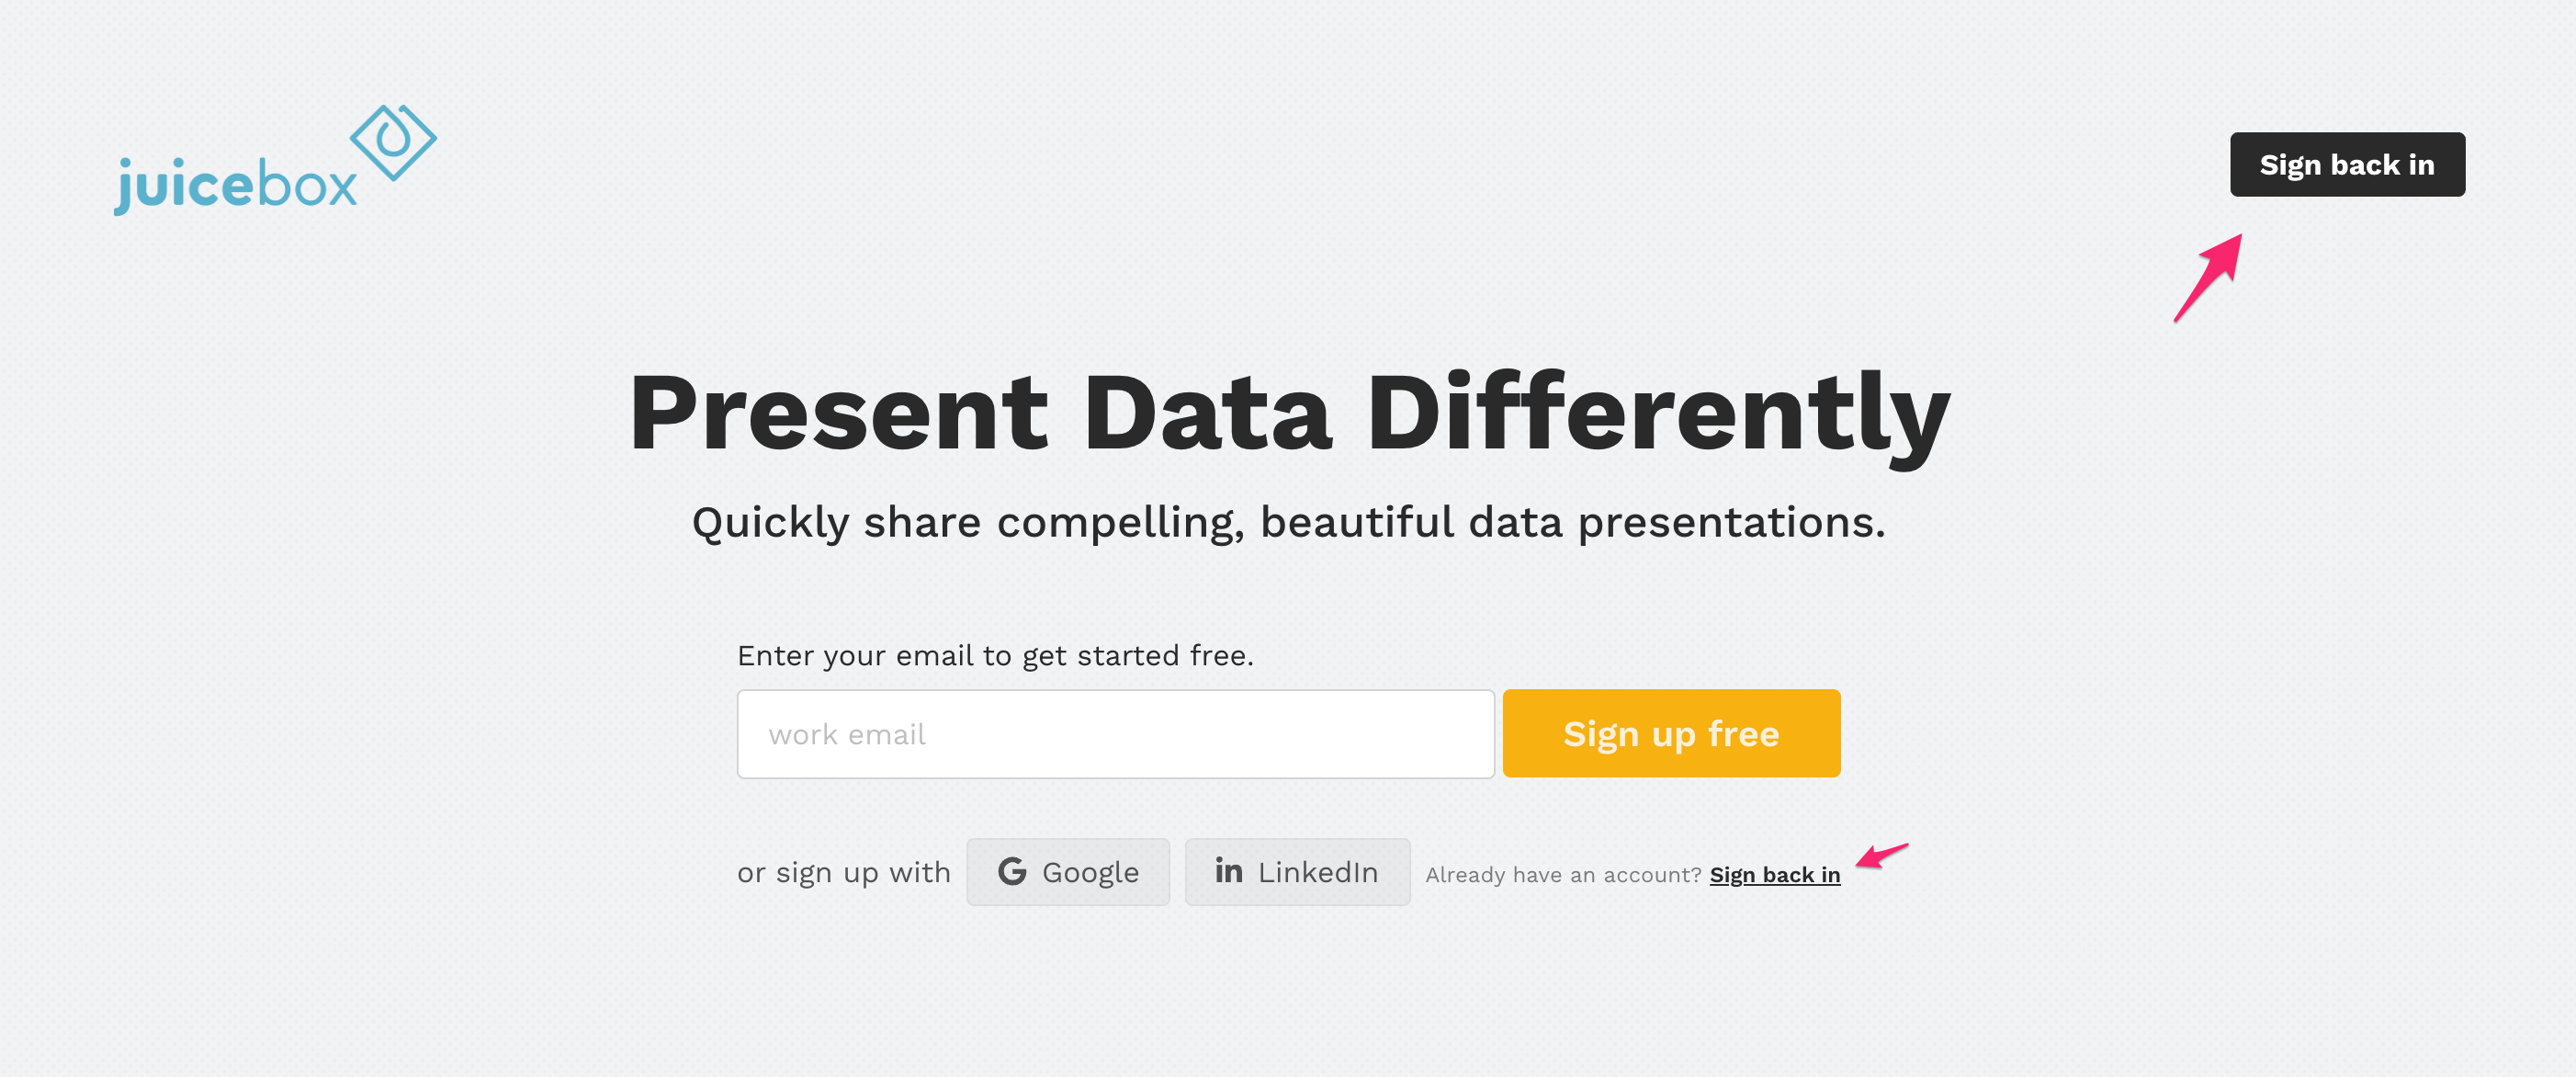 juicebox
Sign back in
Present Data Differently
Quickly share compelling, beautiful data presentations.
Enter your email to get started free.
work email
Sign up free
or sign up with
Google
LinkedIn
Already have an account? Sign back in